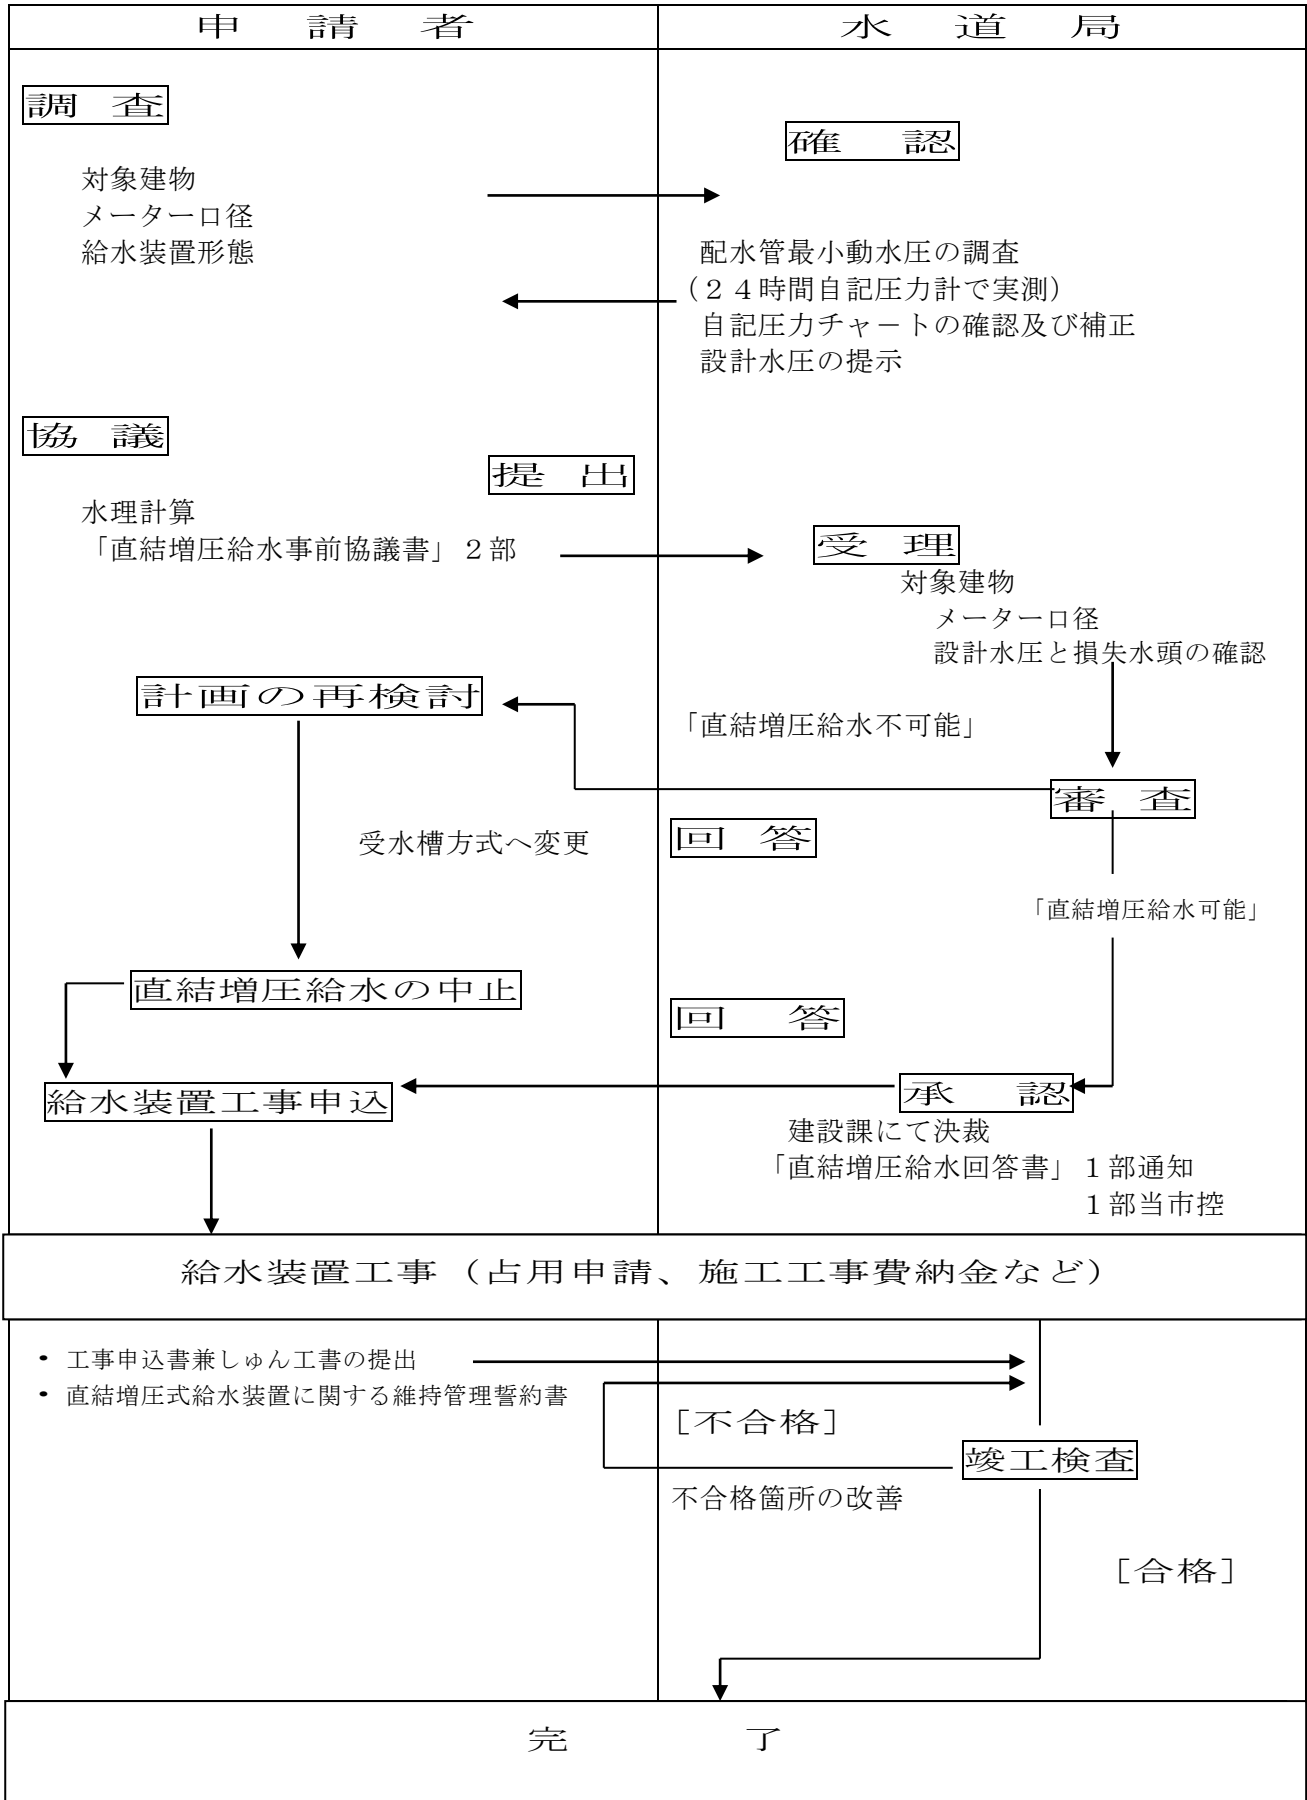 申　請　者
水　道　局
調　査
確　認
対象建物
メーター口径
給水装置形態
配水管最小動水圧の調査
（２４時間自記圧力計で実測）
自記圧力チャートの確認及び補正
設計水圧の提示
協　議
提　出
水理計算
「直結増圧給水事前協議書」２部
受　理
対象建物
メーター口径
設計水圧と損失水頭の確認
計画の再検討
「直結増圧給水不可能」
審　査
回　答
受水槽方式へ変更
「直結増圧給水可能」
直結増圧給水の中止
回　答
給水装置工事申込
承　認
建設課にて決裁
「直結増圧給水回答書」１部通知
１部当市控
給水装置工事（占用申請、施工工事費納金など）
・ 工事申込書兼しゅん工書の提出
・ 直結増圧式給水装置に関する維持管理誓約書
［不合格］
竣工検査
不合格箇所の改善
［合格］
完　　　了